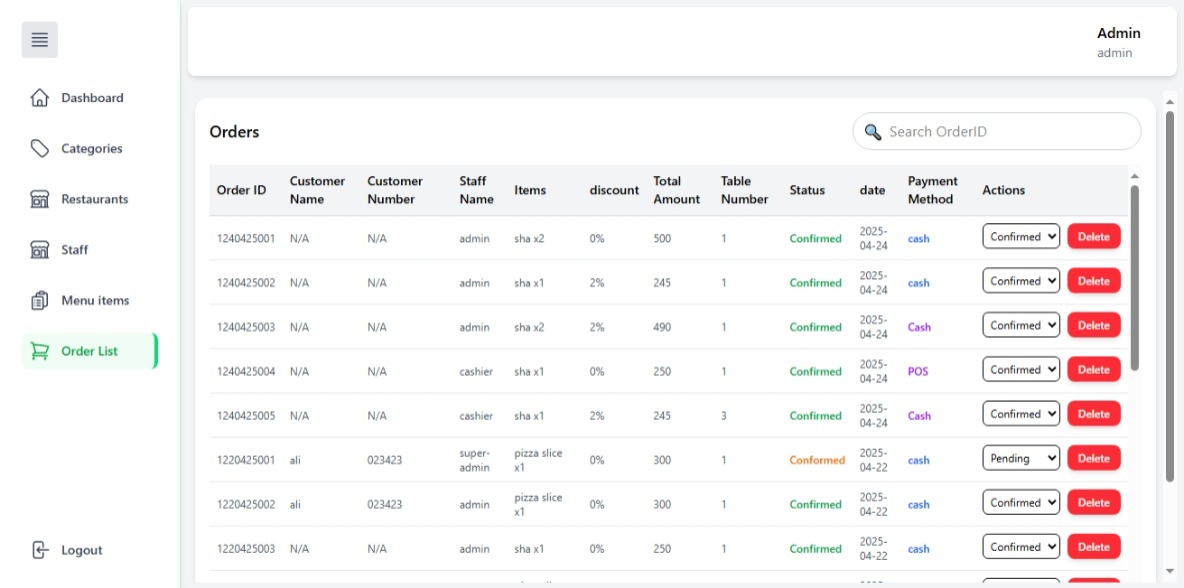 Admin
admin
Dashboard
Categories
Restaurants
Staff
Menu items
Order List
Logout
Orders
Search OrderID
Order ID Customer Name Customer Number Staff Name Items discount Total Amount Table Number Status date Payment Method Actions
1240425001 N/A N/A admin sha x2 0% 500 1 Confirmed 2025-04-24 cash Confirmed Delete
1240425002 N/A N/A admin sha x1 2% 245 1 Confirmed 2025-04-24 cash Confirmed Delete
1240425003 N/A N/A admin sha x2 2% 490 1 Confirmed 2025-04-24 Cash Confirmed Delete
1240425004 N/A N/A cashier sha x1 0% 250 1 Confirmed 2025-04-24 POS Confirmed Delete
1240425005 N/A N/A cashier sha x1 2% 245 3 Confirmed 2025-04-24 Cash Confirmed Delete
1220425001 ali 023423 super-admin pizza slice x1 0% 300 1 Conformed 2025-04-22 cash Pending Delete
1220425002 ali 023423 admin pizza slice x1 0% 300 1 Confirmed 2025-04-22 cash Confirmed Delete
1220425003 N/A N/A admin sha x1 0% 250 1 Confirmed 2025-04-22 cash Confirmed Delete